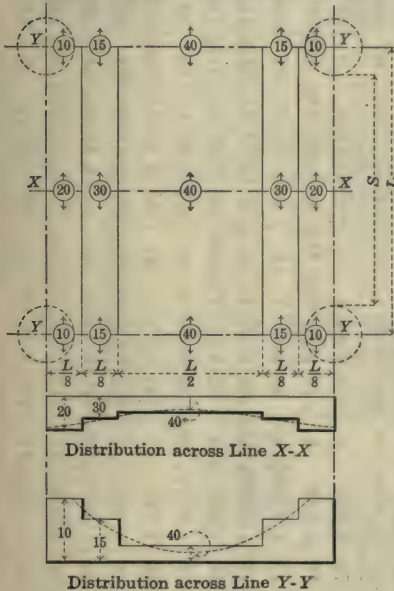 Y 10 15 40 15 10 Y
X 20 30 40 30 20 X
S L
Y 10 15 40 15 10 Y
L/8 L/8 L/2 L/8 L/8
20 30 40
Distribution across Line X-X
10 15 40
Distribution across Line Y-Y